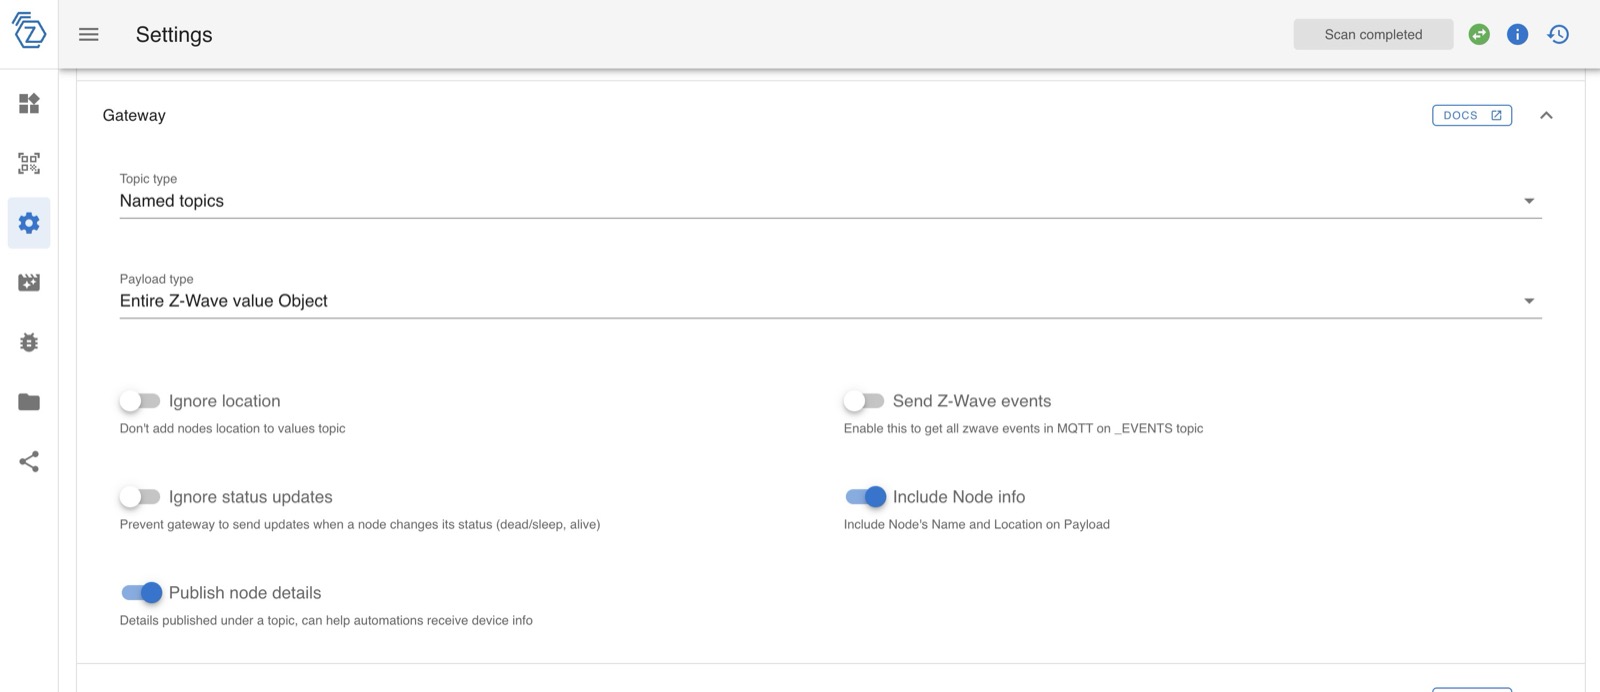 Settings
Scan completed
Gateway
DOCS
Topic type
Named topics
Payload type
Entire Z-Wave value Object
Ignore location
Don't add nodes location to values topic
Send Z-Wave events
Enable this to get all zwave events in MQTT on _EVENTS topic
Ignore status updates
Prevent gateway to send updates when a node changes its status (dead/sleep, alive)
Include Node info
Include Node's Name and Location on Payload
Publish node details
Details published under a topic, can help automations receive device info